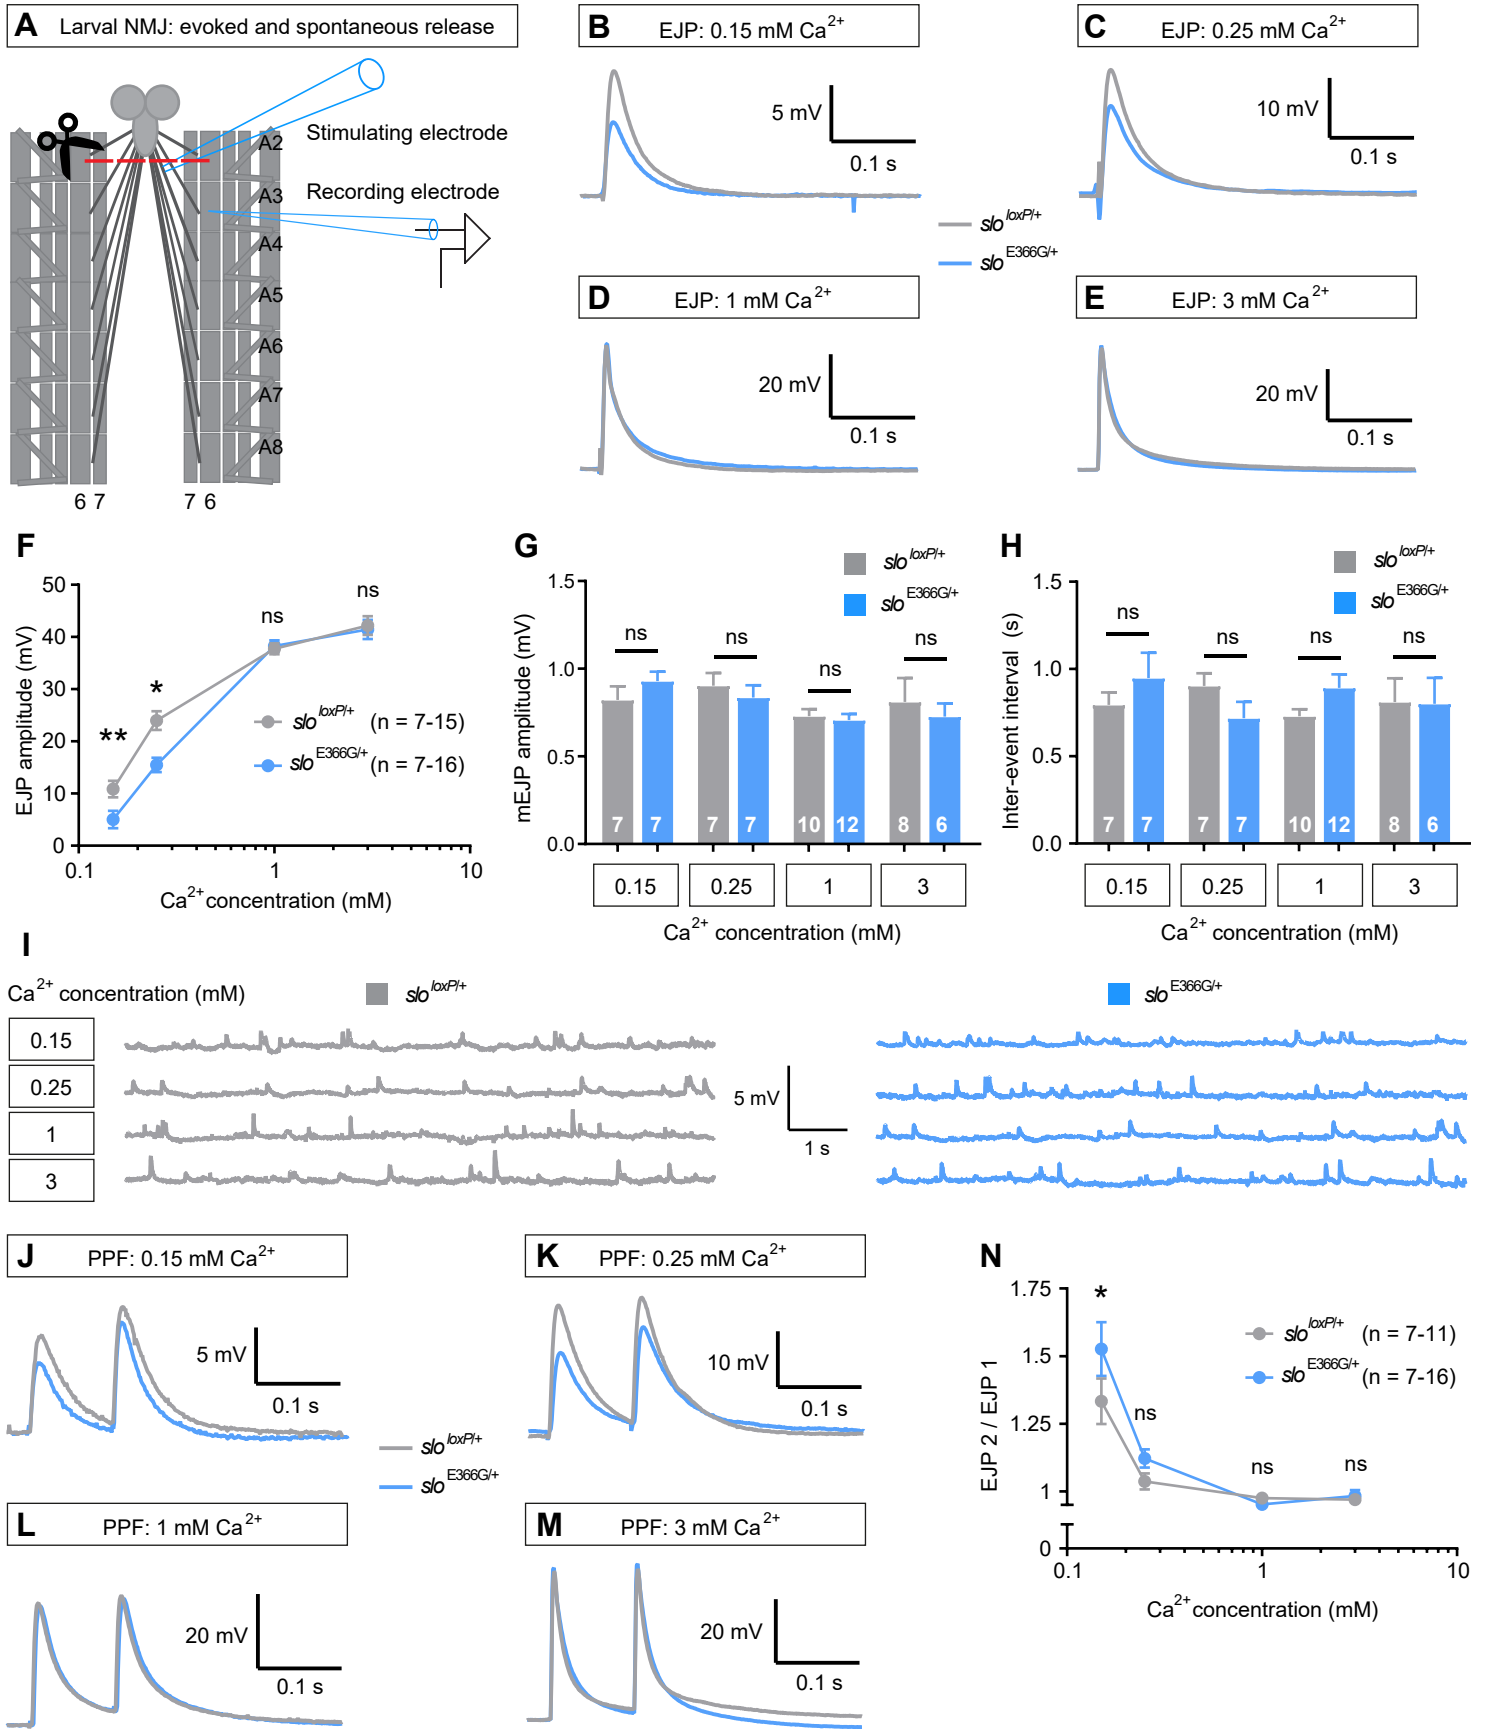 A Larval NMJ: evoked and spontaneous release
Stimulating electrode
Recording electrode
A2
A3
A4
A5
A6
A7
A8
6 7
7 6
B EJP: 0.15 mM Ca2+
5 mV
0.1 s
C EJP: 0.25 mM Ca2+
10 mV
0.1 s
slo loxP/+
slo E366G/+
D EJP: 1 mM Ca2+
20 mV
0.1 s
E EJP: 3 mM Ca2+
20 mV
0.1 s
F
EJP amplitude (mV)
50
40
30
20
10
0
**
*
ns
ns
slo loxP/+ (n = 7-15)
slo E366G/+ (n = 7-16)
0.1 1 10
Ca2+ concentration (mM)
G
slo loxP/+
slo E366G/+
mEJP amplitude (mV)
1.5
1.0
0.5
0.0
ns ns ns ns
7 7 7 7 10 12 8 6
0.15 0.25 1 3
Ca2+ concentration (mM)
H
slo loxP/+
slo E366G/+
Inter-event interval (s)
1.5
1.0
0.5
0.0
ns ns ns ns
7 7 7 7 10 12 8 6
0.15 0.25 1 3
Ca2+ concentration (mM)
I
Ca2+ concentration (mM)
slo loxP/+
slo E366G/+
0.15
0.25
1
3
5 mV
1 s
J PPF: 0.15 mM Ca2+
5 mV
0.1 s
K PPF: 0.25 mM Ca2+
10 mV
0.1 s
slo loxP/+
slo E366G/+
L PPF: 1 mM Ca2+
20 mV
0.1 s
M PPF: 3 mM Ca2+
20 mV
0.1 s
N
EJP 2 / EJP 1
1.75
1.5
1.25
1
0
*
ns
ns
ns
slo loxP/+ (n = 7-11)
slo E366G/+ (n = 7-16)
0.1 1 10
Ca2+ concentration (mM)